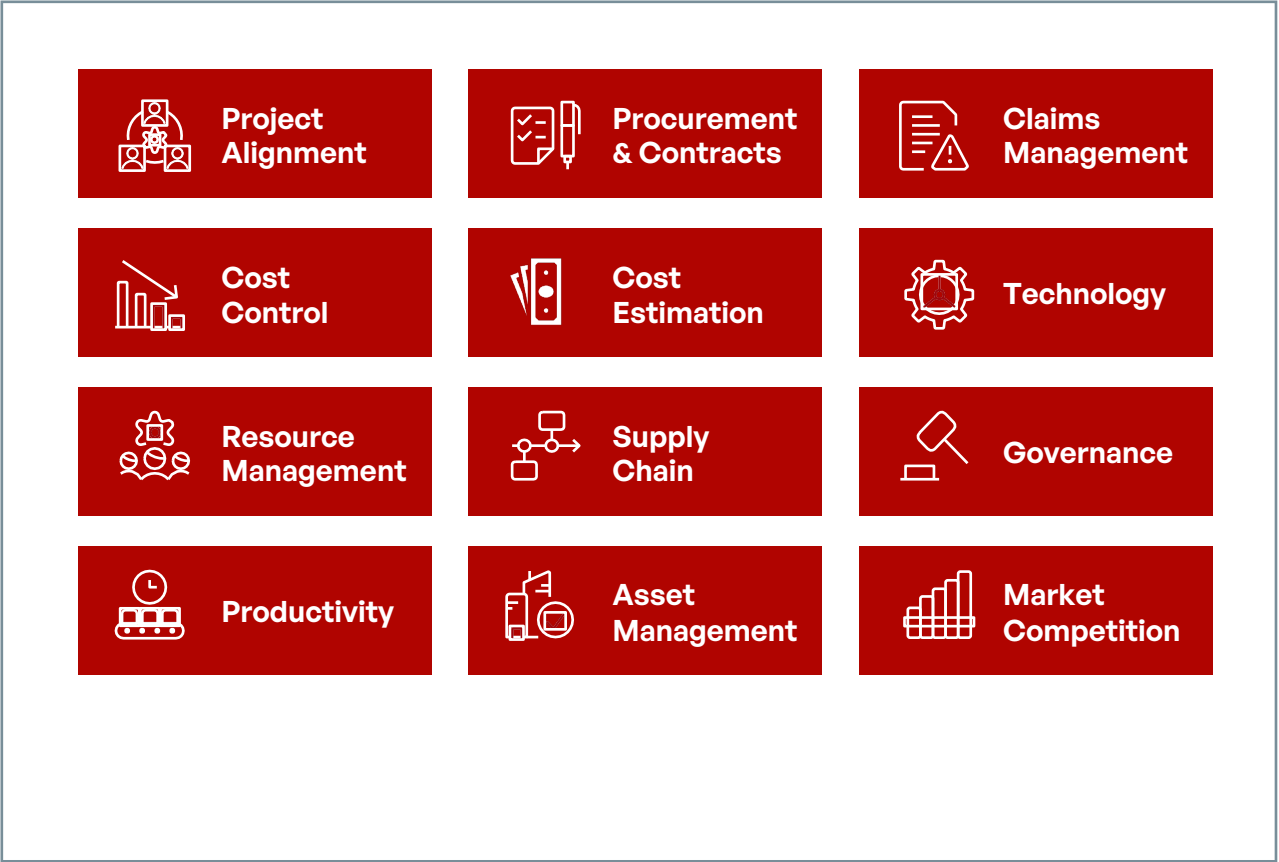 Project
Alignment
Procurement
& Contracts
Claims
Management
Cost
Control
Cost
Estimation
Technology
Resource
Management
Supply
Chain
Governance
Productivity
Asset
Management
Market
Competition